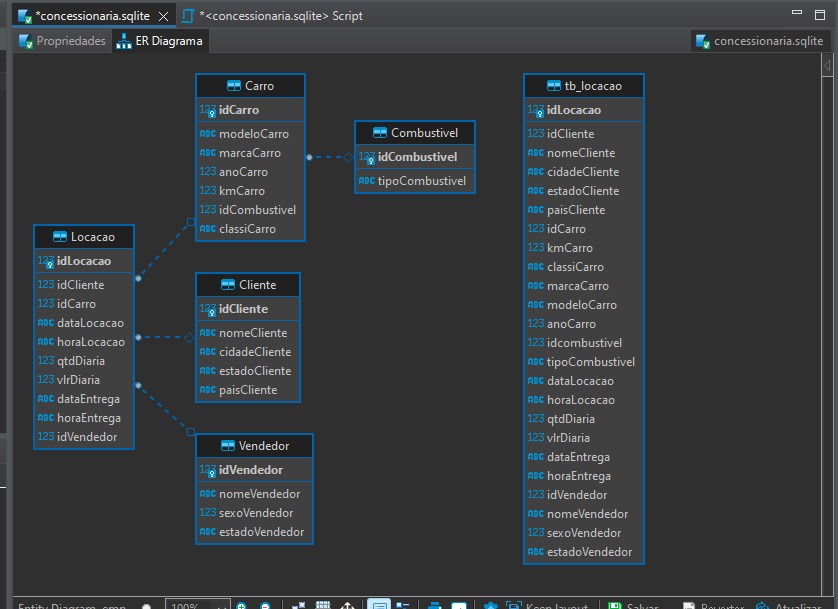 *concessionaria.sqlite
*<concessionaria.sqlite> Script
Propriedades
ER Diagrama
concessionaria.sqlite
Carro
123 idCarro
ABC modeloCarro
ABC marcaCarro
123 anoCarro
123 kmCarro
123 idCombustivel
ABC classiCarro
Combustivel
123 idCombustivel
ABC tipoCombustivel
Locacao
123 idLocacao
123 idCliente
123 idCarro
ABC dataLocacao
ABC horaLocacao
123 qtdDiaria
123 vlrDiaria
ABC dataEntrega
ABC horaEntrega
123 idVendedor
Cliente
123 idCliente
ABC nomeCliente
ABC cidadeCliente
ABC estadoCliente
ABC paisCliente
Vendedor
123 idVendedor
ABC nomeVendedor
123 sexoVendedor
ABC estadoVendedor
tb_locacao
123 idLocacao
123 idCliente
ABC nomeCliente
ABC cidadeCliente
ABC estadoCliente
ABC paisCliente
123 idCarro
123 kmCarro
ABC classiCarro
ABC marcaCarro
ABC modeloCarro
123 anoCarro
123 idcombustivel
ABC tipoCombustivel
ABC dataLocacao
ABC horaLocacao
123 qtdDiaria
123 vlrDiaria
ABC dataEntrega
ABC horaEntrega
123 idVendedor
ABC nomeVendedor
123 sexoVendedor
ABC estadoVendedor
Entity Diagram
100%
Keep layout
Salvar
Reverter
Atualizar